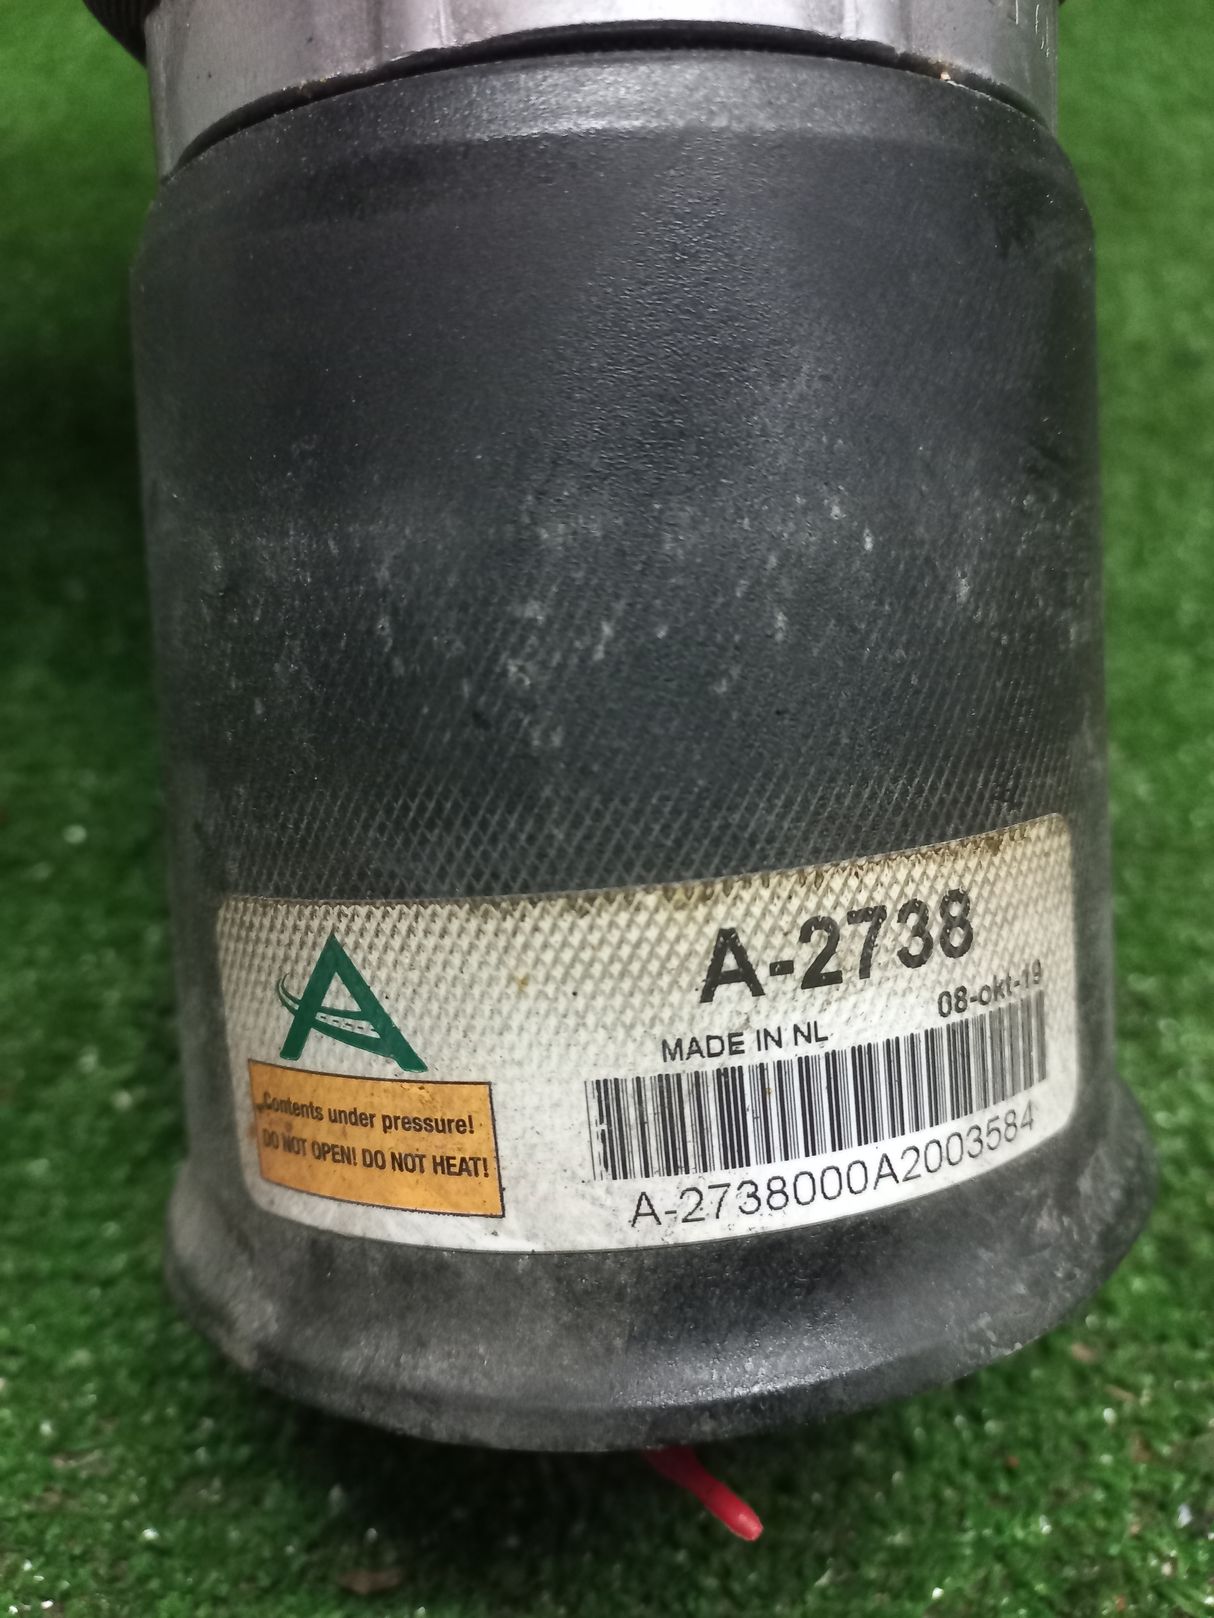 A-2738
08-okt-19
MADE IN NL
A-2738000A2003584
Contents under pressure!
DO NOT OPEN! DO NOT HEAT!